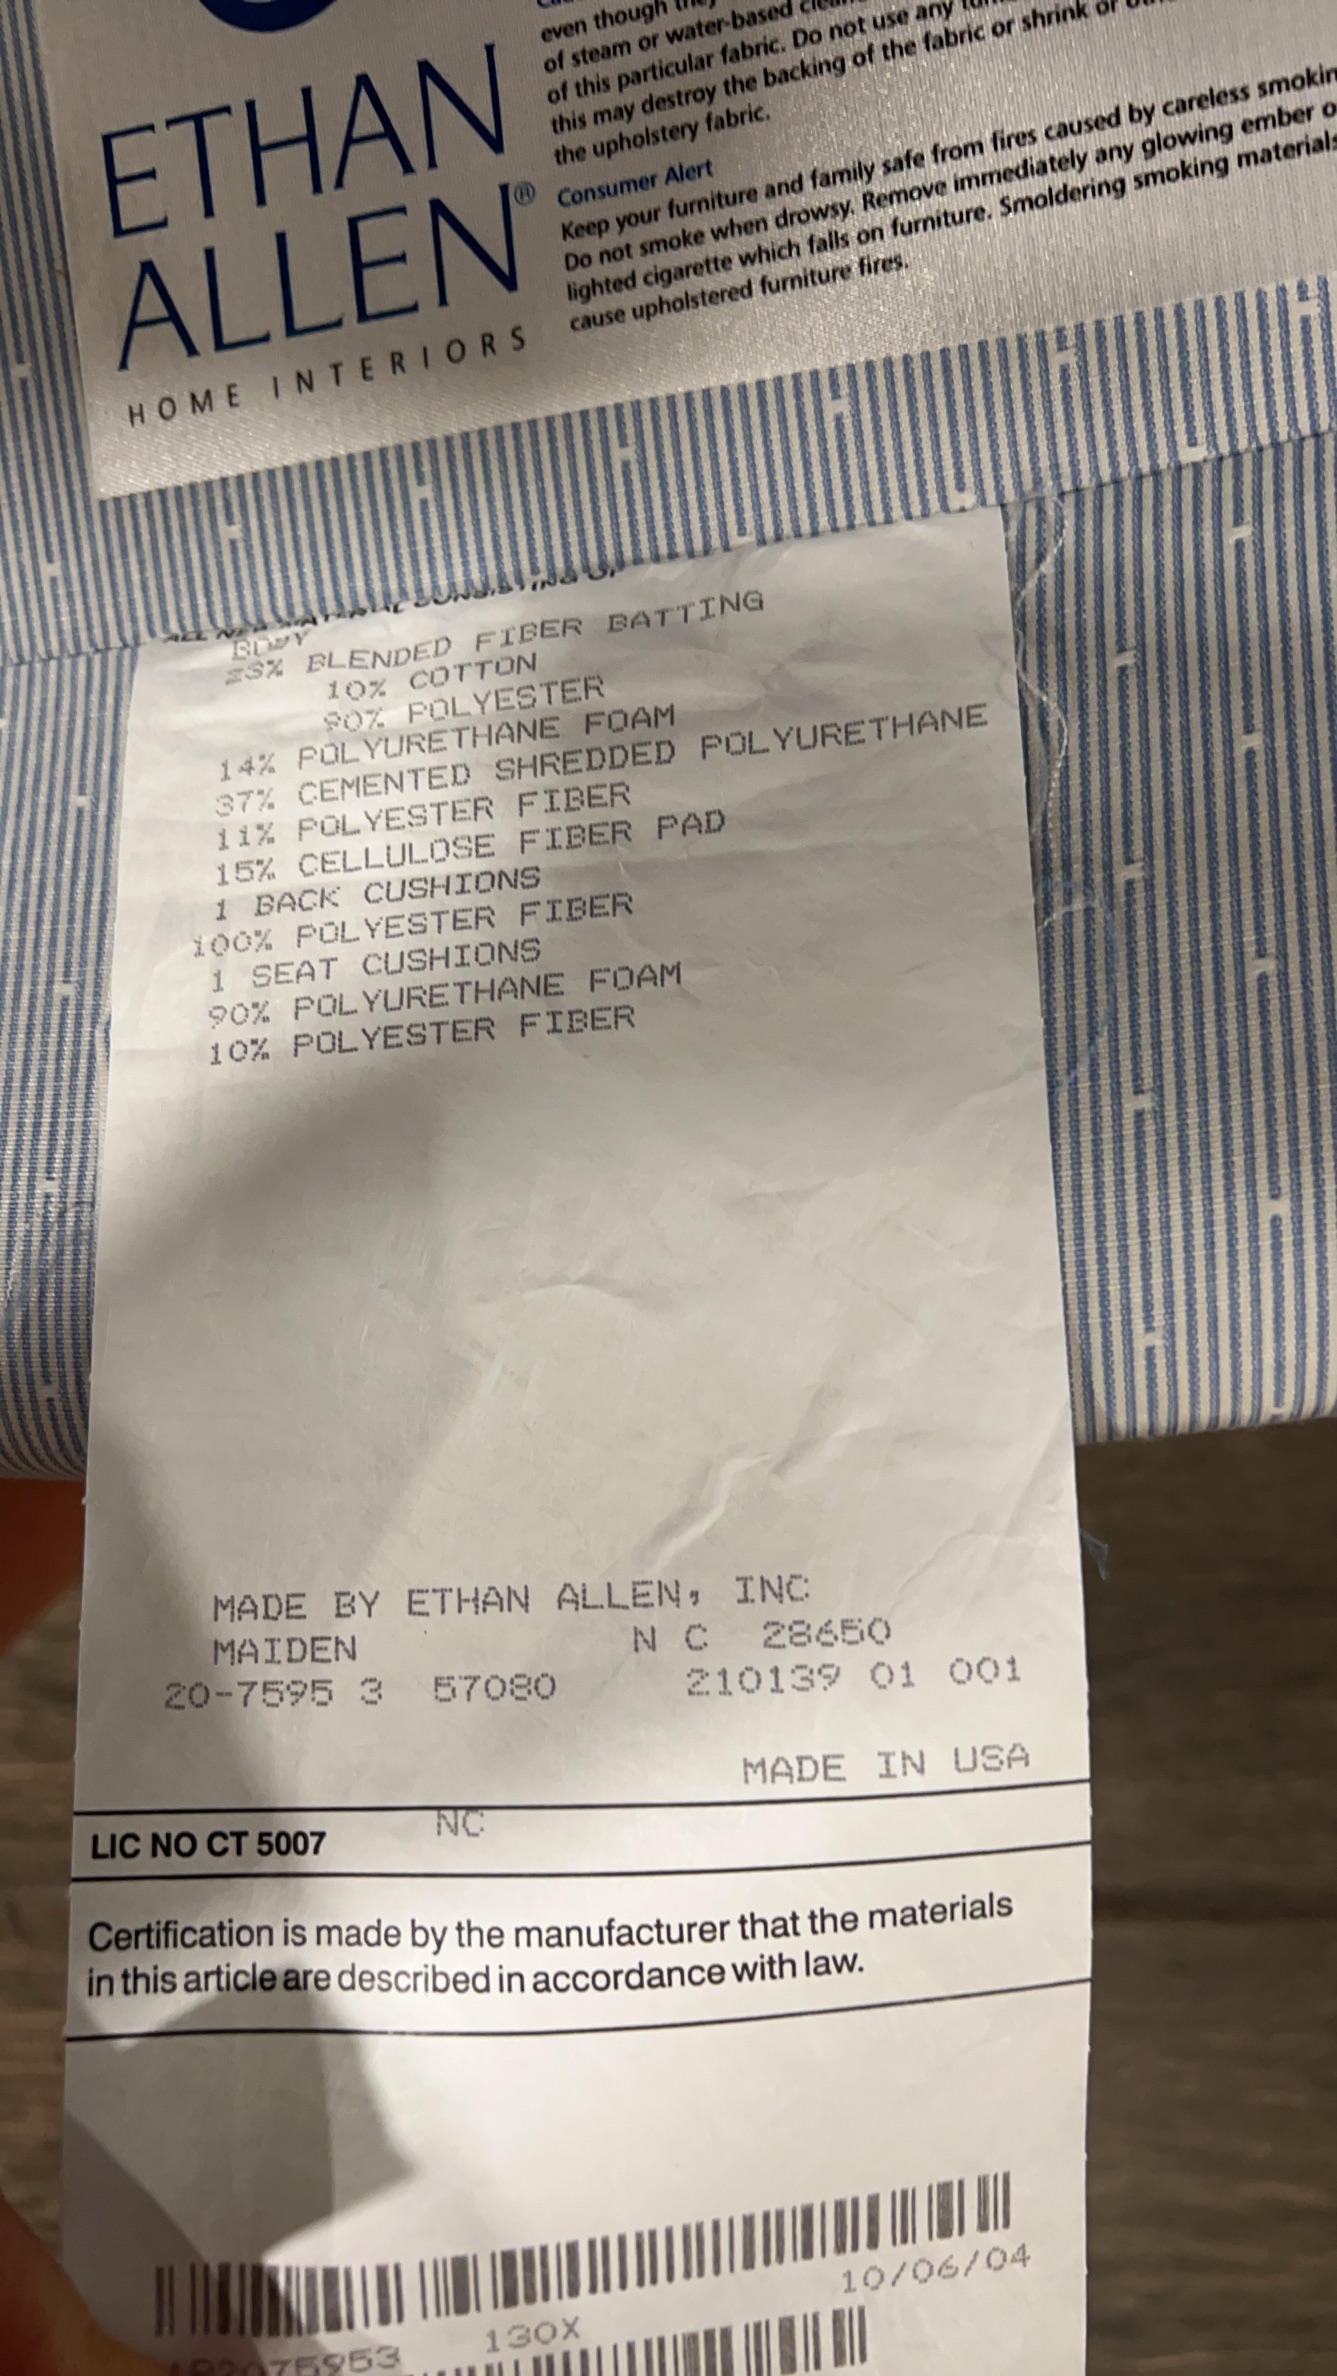 ETHAN
ALLEN®
HOME INTERIORS
even though
of steam or water-based
of this particular fabric. Do not use any
this may destroy the backing of the fabric or shrink or
the upholstery fabric.
Consumer Alert
Keep your furniture and family safe from fires caused by careless
Do not smoke when drowsy. Remove immediately any glowing ember
lighted cigarette which falls on furniture. Smoldering smoking materials
cause upholstered furniture fires.
ALL NEW MATERIAL CONSISTING OF
BODY
BLENDED FIBER BATTING
10% COTTON
90% POLYESTER
14% POLYURETHANE FOAM
37% CEMENTED SHREDDED POLYURETHANE
11% POLYESTER FIBER
15% CELLULOSE FIBER PAD
1 BACK CUSHIONS
100% POLYESTER FIBER
1 SEAT CUSHIONS
90% POLYURETHANE FOAM
10% POLYESTER FIBER
MADE BY ETHAN ALLEN, INC
MAIDEN N C 28650
20-7595 3 57080 210139 01 001
MADE IN USA
NC
LIC NO CT 5007
Certification is made by the manufacturer that the materials
in this article are described in accordance with law.
10/06/04
130X